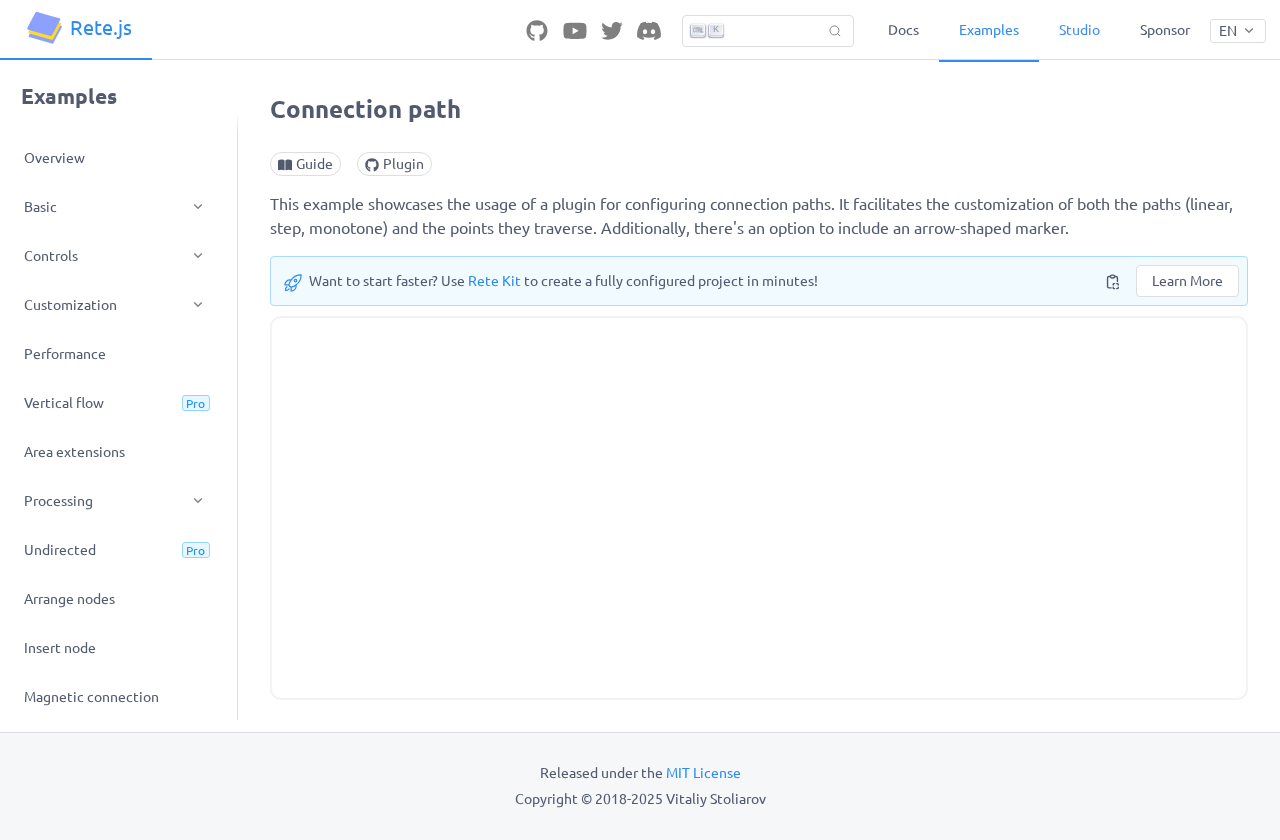 Rete.js
K
Docs
Examples
Studio
Sponsor
EN
Examples
Overview
Basic
Controls
Customization
Performance
Vertical flow
Pro
Area extensions
Processing
Undirected
Pro
Arrange nodes
Insert node
Magnetic connection
Connection path
Guide
Plugin
This example showcases the usage of a plugin for configuring connection paths. It facilitates the customization of both the paths (linear,
step, monotone) and the points they traverse. Additionally, there's an option to include an arrow-shaped marker.
Want to start faster? Use Rete Kit to create a fully configured project in minutes!
Learn More
Released under the MIT License
Copyright © 2018-2025 Vitaliy Stoliarov